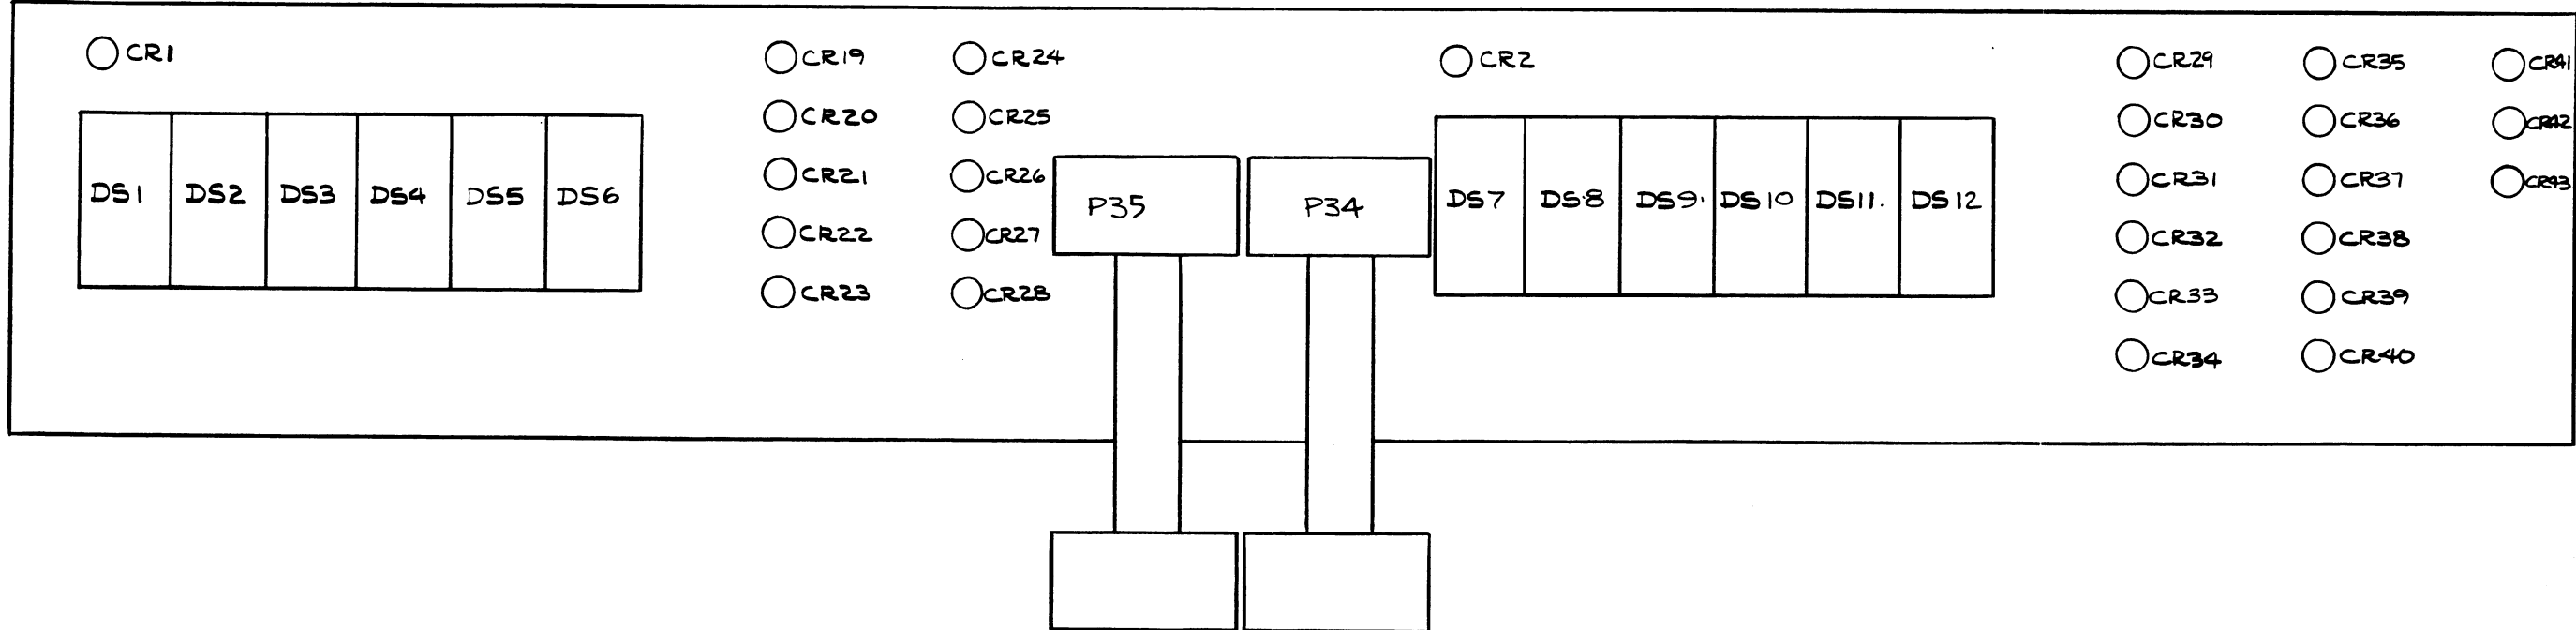 CR1
CR19
CR24
CR2
CR29
CR35
CR41
CR20
CR25
CR30
CR36
CR42
CR21
CR26
CR31
CR37
CR43
DS1 DS2 DS3 DS4 DS5 DS6
P35
P34
DS7 DS8 DS9 DS10 DS11 DS12
CR22
CR27
CR32
CR38
CR23
CR28
CR33
CR39
CR34
CR40